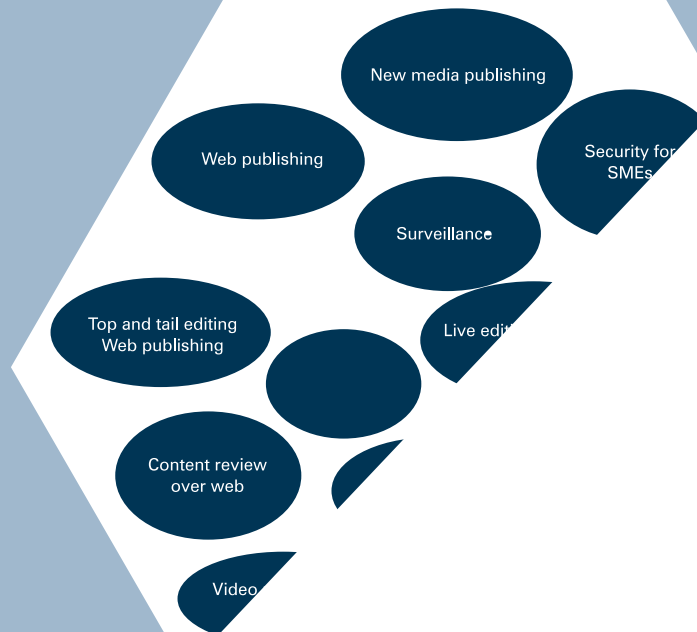 New media publishing
Security for
SMEs
Web publishing
Surveillance
Top and tail editing
Web publishing
Live
Content review
over web
Video